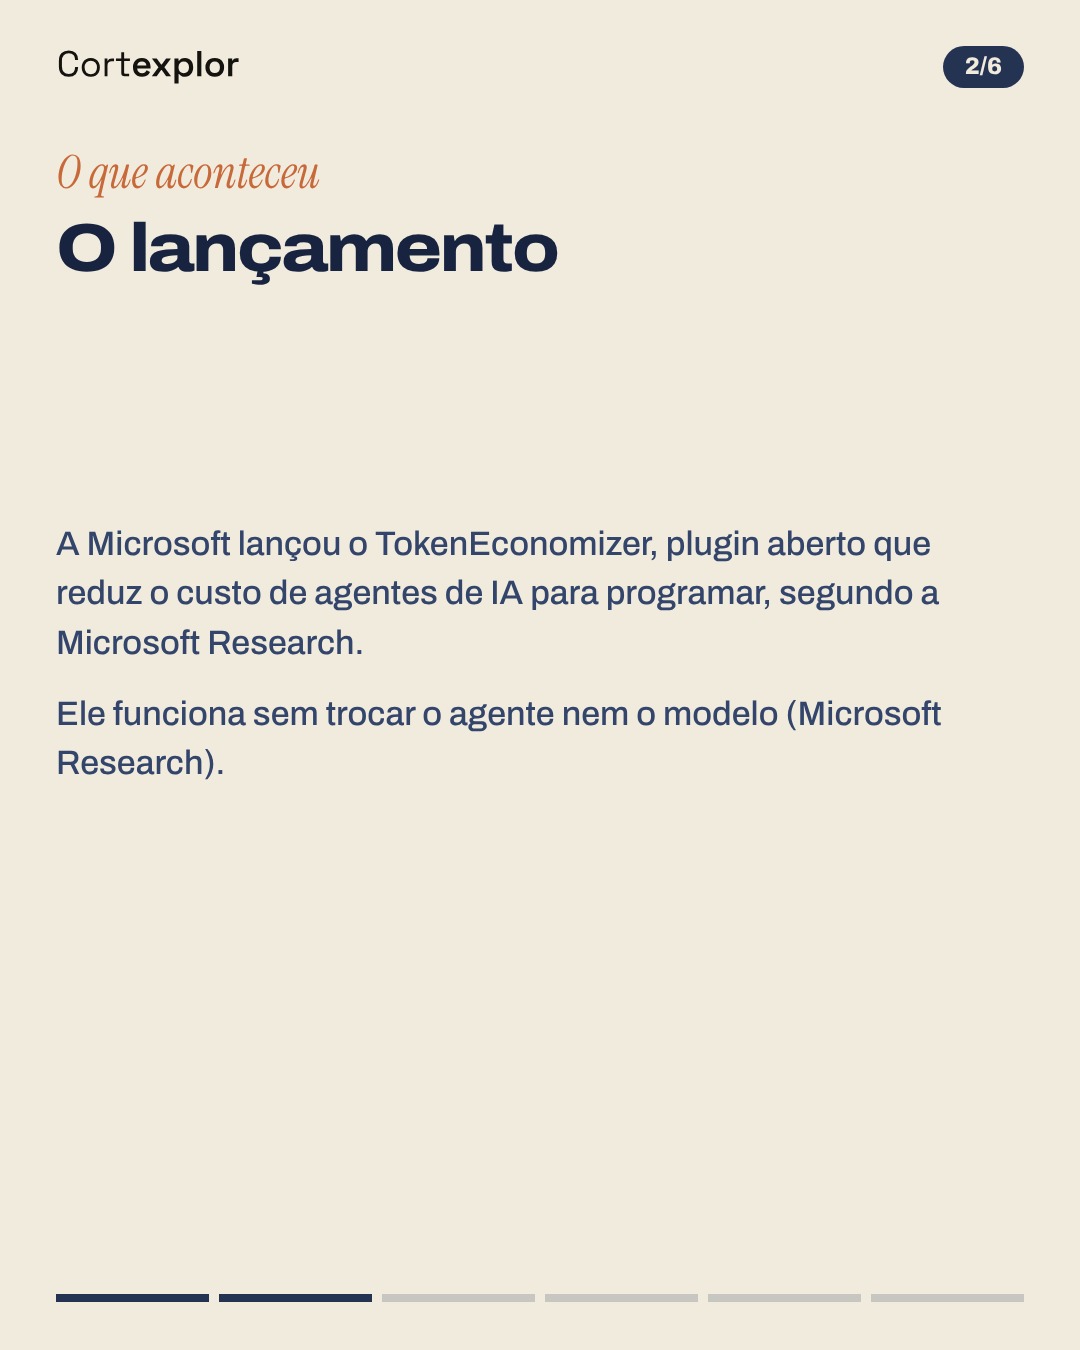 Cortexplor
2/6
O que aconteceu
O lançamento
A Microsoft lançou o TokenEconomizer, plugin aberto que
reduz o custo de agentes de IA para programar, segundo a
Microsoft Research.
Ele funciona sem trocar o agente nem o modelo (Microsoft
Research).